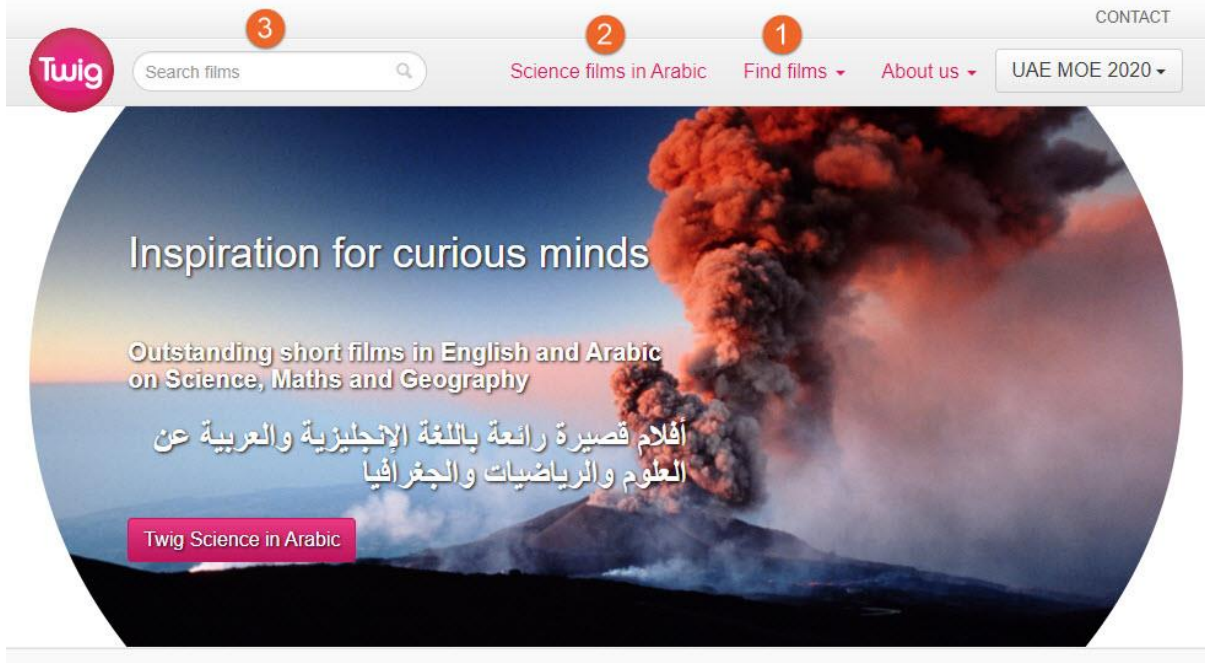 CONTACT
3
2
1
Twig
Search films
Science films in Arabic
Find films
About us
UAE MOE 2020
Inspiration for curious minds
Outstanding short films in English and Arabic
on Science, Maths and Geography
أفلام قصيرة رائعة باللغة الإنجليزية والعربية عن
العلوم والرياضيات والجغرافيا
Twig Science in Arabic